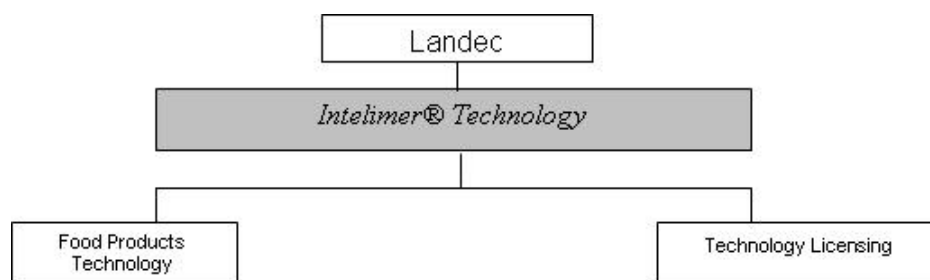 Landec
Intelimer® Technology
Food Products
Technology
Technology Licensing